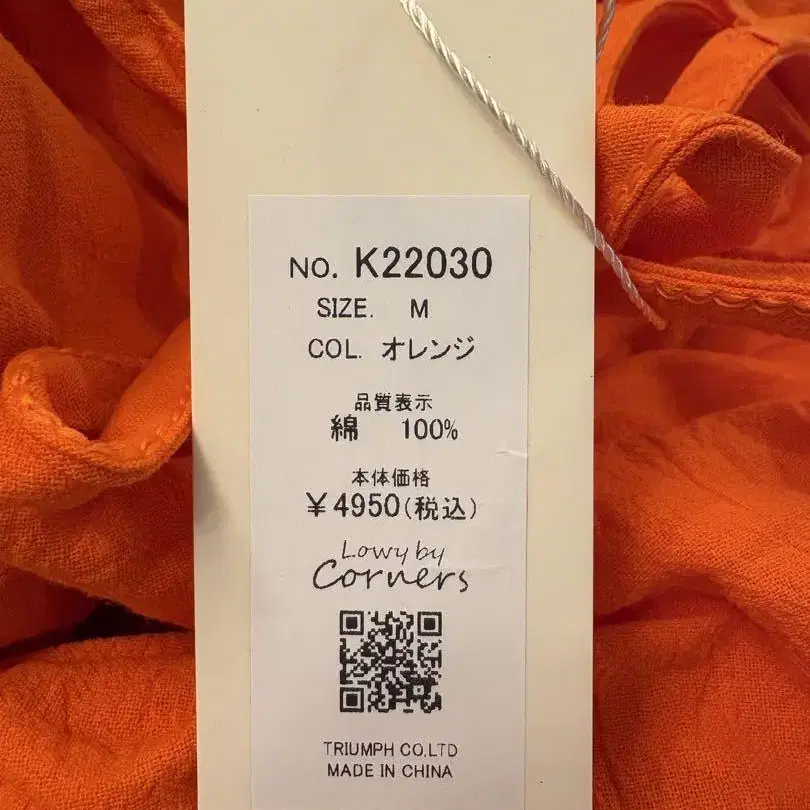 NO. K22030
SIZE. M
COL. オレンジ
品質表示
綿 100%
本体価格
¥4950(税込)
Lowy by
Corners
TRIUMPH CO,LTD
MADE IN CHINA